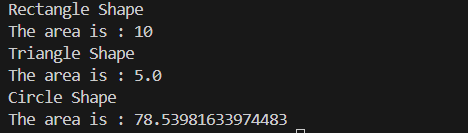 Rectangle Shape
The area is : 10
Triangle Shape
The area is : 5.0
Circle Shape
The area is : 78.53981633974483